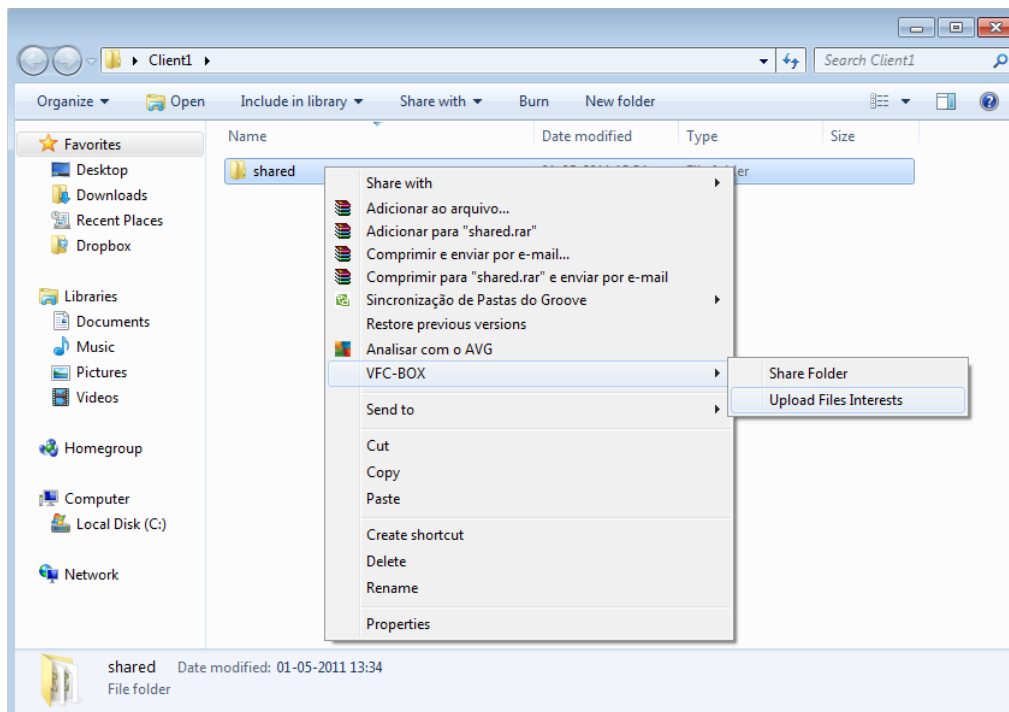 Client1
Search Client1
Organize
Open
Include in library
Share with
Burn
New folder
Name
Date modified
Type
Size
Favorites
Desktop
Downloads
Recent Places
Dropbox
Libraries
Documents
Music
Pictures
Videos
Homegroup
Computer
Local Disk (C:)
Network
shared
Share with
Adicionar ao arquivo...
Adicionar para "shared.rar"
Comprimir e enviar por e-mail...
Comprimir para "shared.rar" e enviar por e-mail
Sincronização de Pastas do Groove
Restore previous versions
Analisar com o AVG
VFC-BOX
Send to
Cut
Copy
Paste
Create shortcut
Delete
Rename
Properties
Share Folder
Upload Files Interests
shared Date modified: 01-05-2011 13:34
File folder